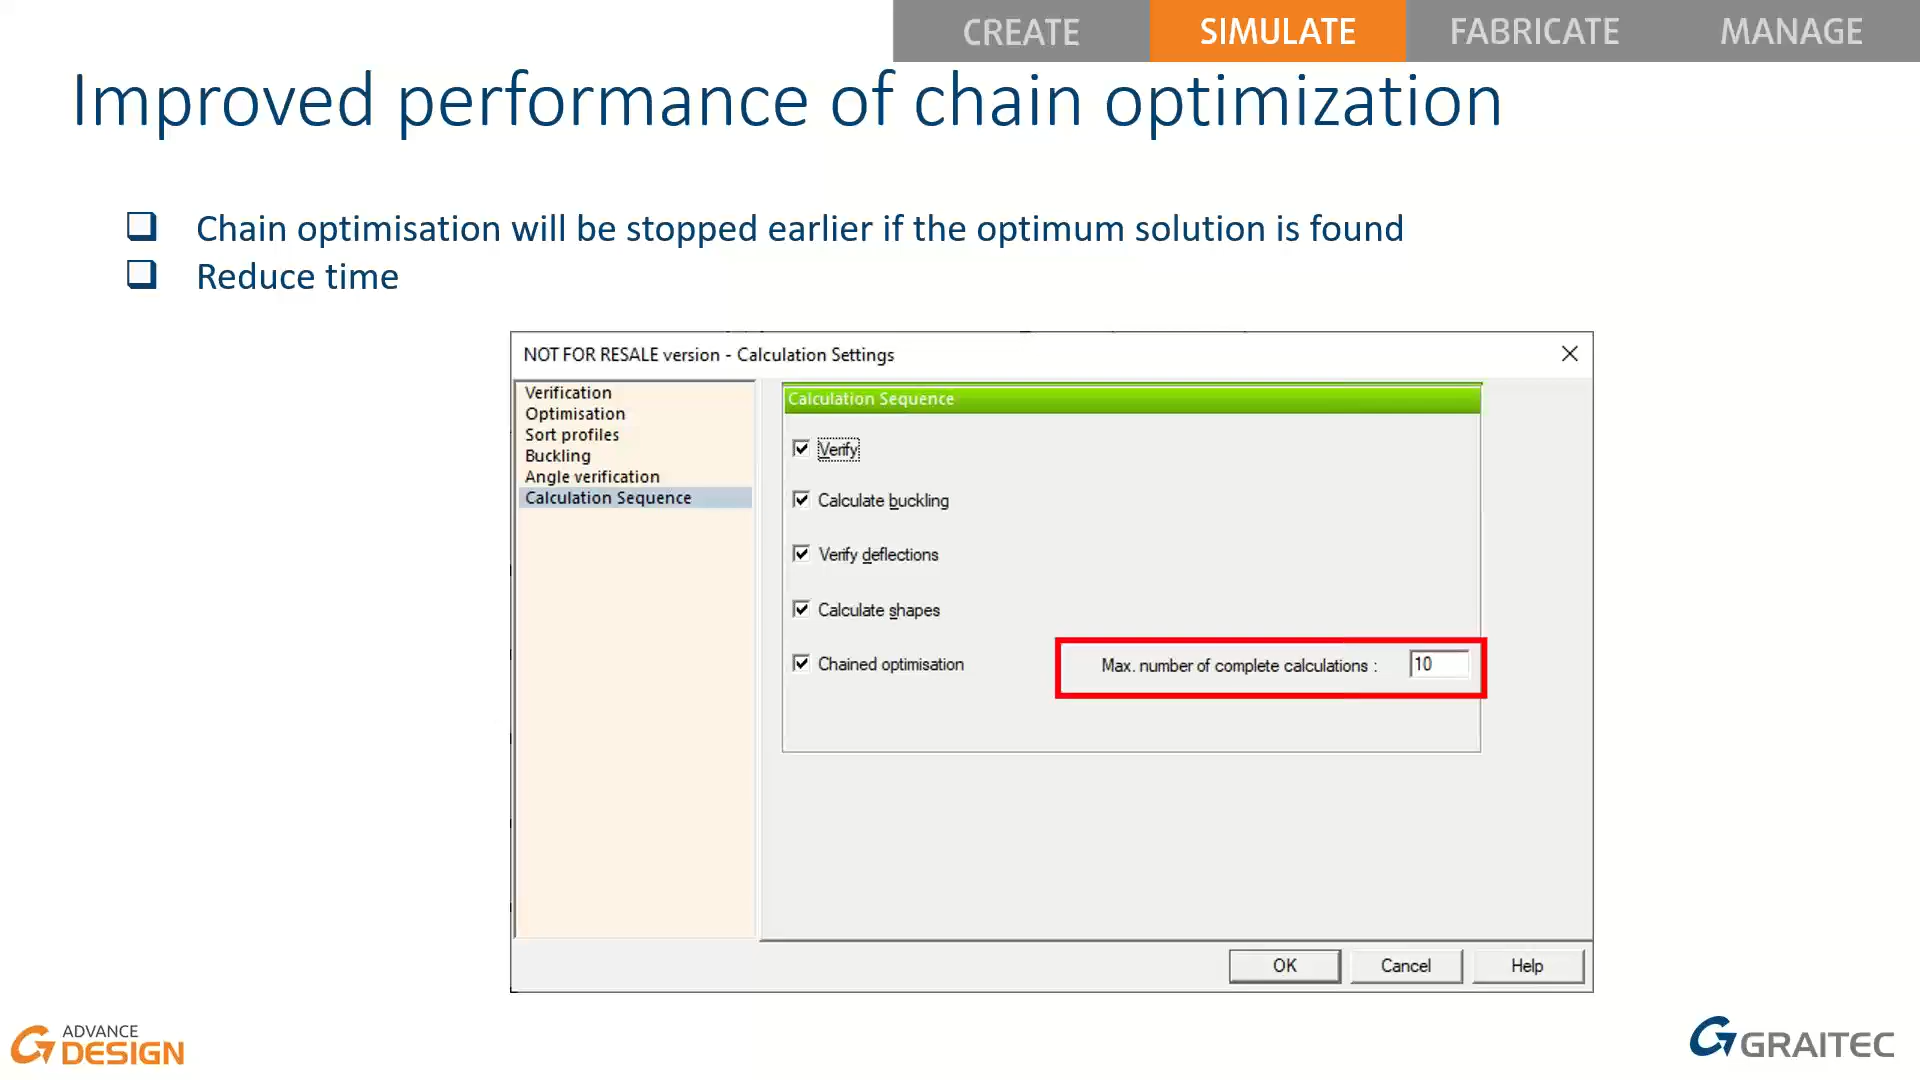 CREATE SIMULATE FABRICATE MANAGE
Improved performance of chain optimization
Chain optimisation will be stopped earlier if the optimum solution is found
Reduce time
NOT FOR RESALE version - Calculation Settings
Verification
Optimisation
Sort profiles
Buckling
Angle verification
Calculation Sequence
Calculation Sequence
Verify
Calculate buckling
Verify deflections
Calculate shapes
Chained optimisation Max. number of complete calculations : 10
OK Cancel Help
ADVANCE
DESIGN
GRAITEC